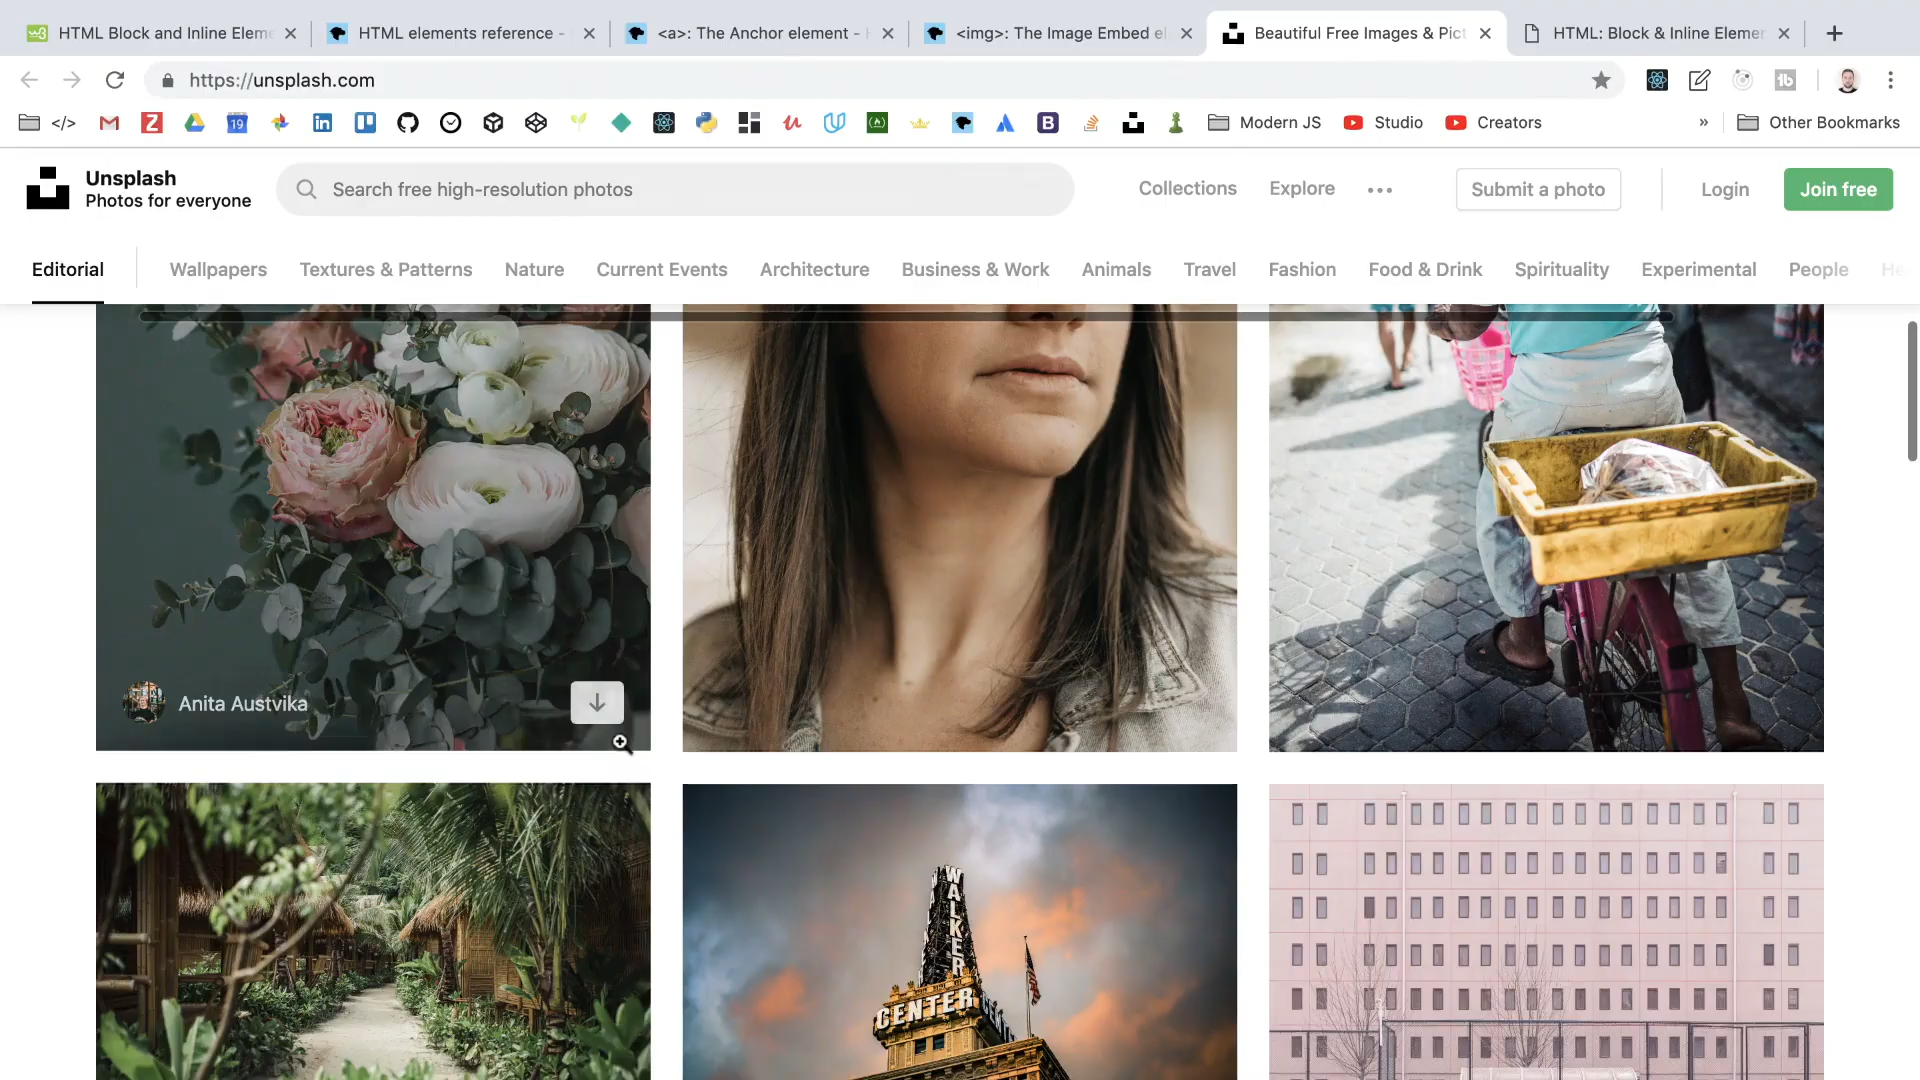 HTML Block and Inline Eleme
HTML elements reference -
<a>: The Anchor element - H
<img>: The Image Embed el
Beautiful Free Images & Pict
HTML: Block & Inline Elemen
https://unsplash.com
</>
19
Modern JS
Studio
Creators
»
Other Bookmarks
Unsplash
Photos for everyone
Search free high-resolution photos
Collections
Explore
Submit a photo
Login
Join free
Editorial
Wallpapers
Textures & Patterns
Nature
Current Events
Architecture
Business & Work
Animals
Travel
Fashion
Food & Drink
Spirituality
Experimental
People
He
Anita Austvika
WALKER
CENTER